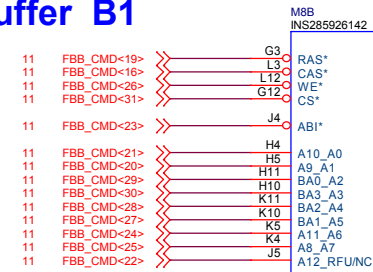 uffer B1
M8B
INS285926142
11 FBB_CMD<19> G3 RAS*
11 FBB_CMD<16> L3 CAS*
11 FBB_CMD<26> L12 WE*
11 FBB_CMD<31> G12 CS*
11 FBB_CMD<23> J4 ABI*
11 FBB_CMD<21> H4 A10_A0
11 FBB_CMD<20> H5 A9_A1
11 FBB_CMD<29> H11 BA0_A2
11 FBB_CMD<30> H10 BA3_A3
11 FBB_CMD<28> K11 BA2_A4
11 FBB_CMD<27> K10 BA1_A5
11 FBB_CMD<24> K5 A11_A6
11 FBB_CMD<25> K4 A8_A7
11 FBB_CMD<22> J5 A12_RFU/NC